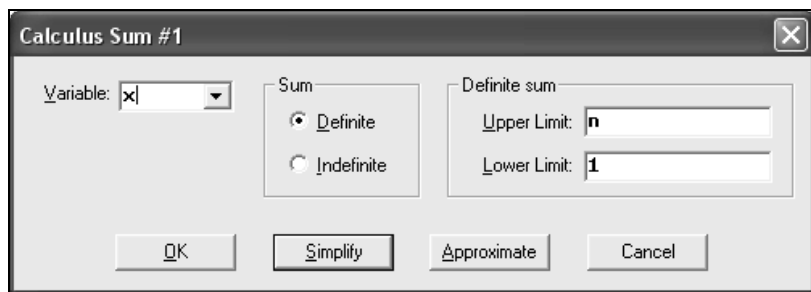 Calculus Sum #1
Variable: x
Sum
Definite
Indefinite
Definite sum
Upper Limit: n
Lower Limit: 1
OK Simplify Approximate Cancel